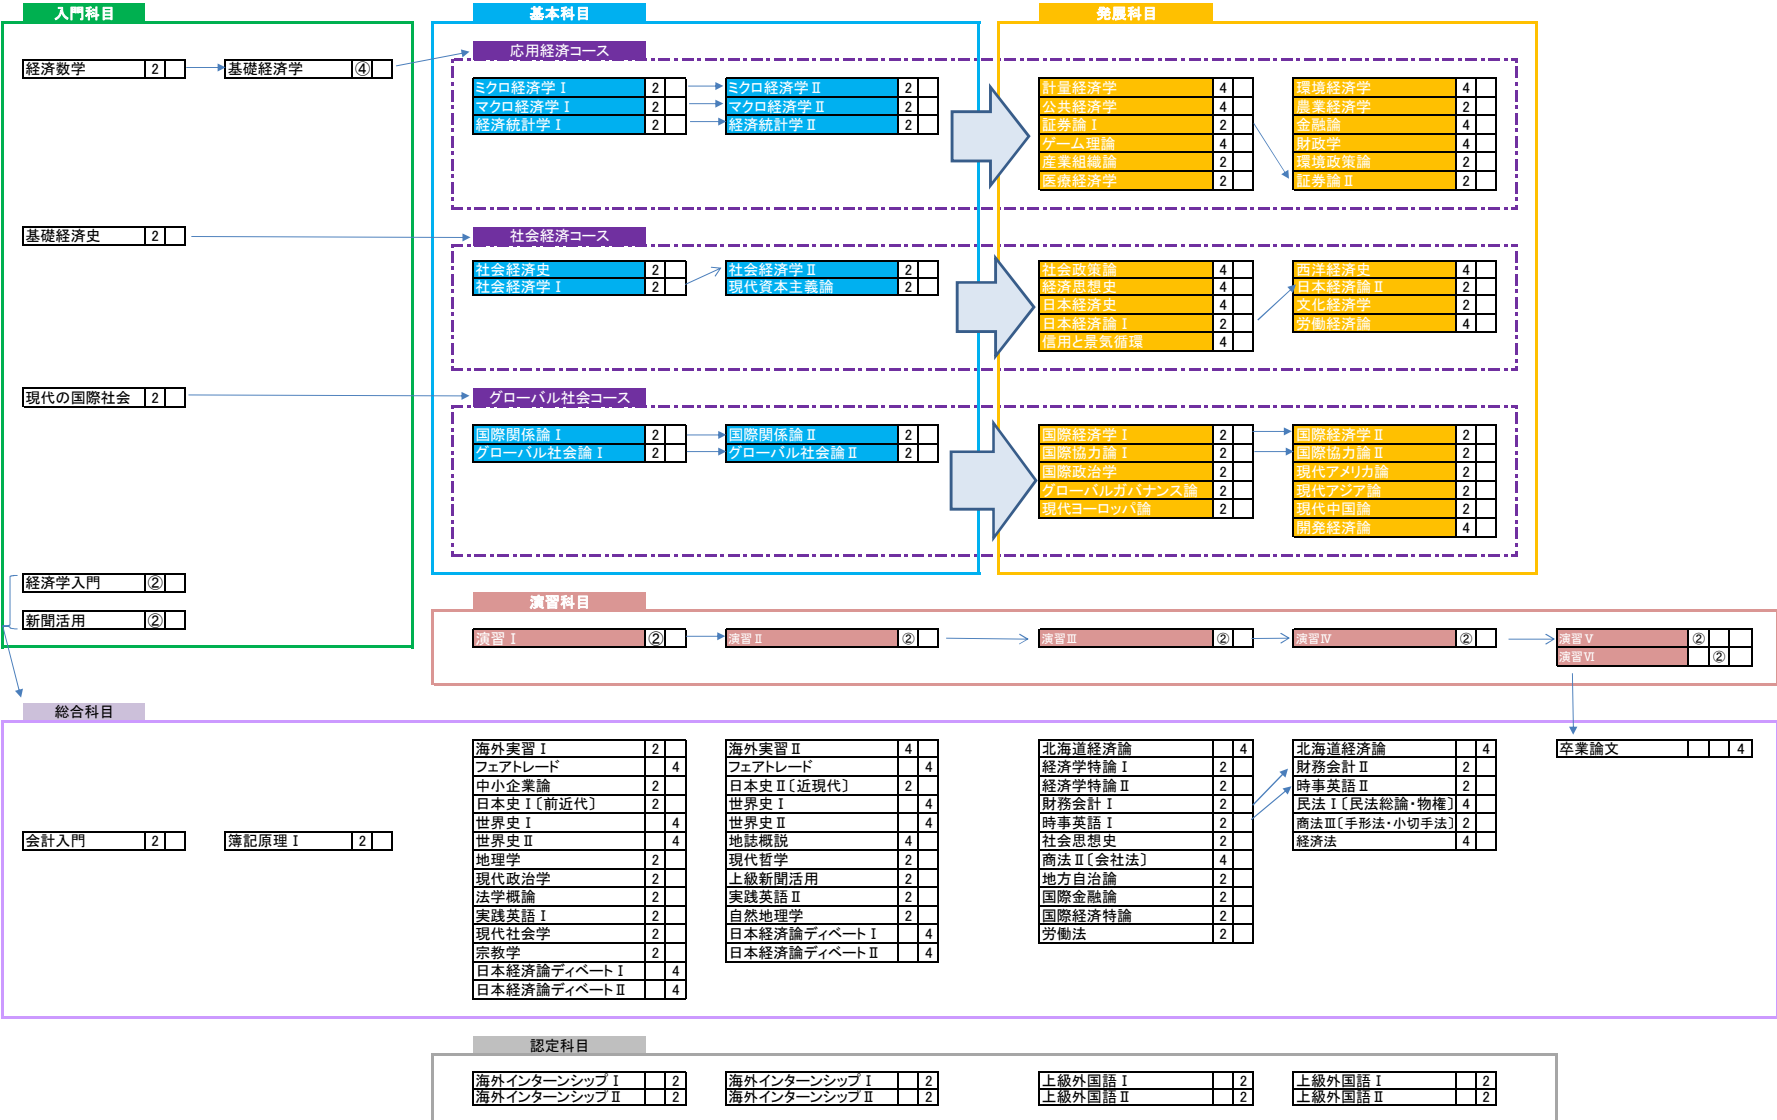 入門科目
基本科目
発展科目
応用経済コース
経済数学 2
基礎経済学 ④
ミクロ経済学Ⅰ 2
ミクロ経済学Ⅱ 2
計量経済学 4
環境経済学 4
マクロ経済学Ⅰ 2
マクロ経済学Ⅱ 2
公共経済学 4
農業経済学 2
経済統計学Ⅰ 2
経済統計学Ⅱ 2
証券論Ⅰ 2
金融論 4
ゲーム理論 4
財政学 4
産業組織論 2
環境政策論 2
医療経済学 2
証券論Ⅱ 2
基礎経済史 2
社会経済コース
社会経済史 2
社会経済学Ⅱ 2
社会政策論 4
西洋経済史 4
社会経済学Ⅰ 2
現代資本主義論 2
経済思想史 4
日本経済論Ⅱ 2
日本経済史 4
文化経済学 2
日本経済論Ⅰ 2
労働経済論 4
信用と景気循環 4
現代の国際社会 2
グローバル社会コース
国際関係論Ⅰ 2
国際関係論Ⅱ 2
国際経済学Ⅰ 2
国際経済学Ⅱ 2
グローバル社会論Ⅰ 2
グローバル社会論Ⅱ 2
国際協力論Ⅰ 2
国際協力論Ⅱ 2
国際政治学 2
現代アメリカ論 2
グローバルガバナンス論 2
現代アジア論 2
現代ヨーロッパ論 2
現代中国論 2
開発経済論 4
経済学入門 ②
新聞活用 ②
演習科目
演習Ⅰ ②
演習Ⅱ ②
演習Ⅲ ②
演習Ⅳ ②
演習Ⅴ ②
演習Ⅵ ②
総合科目
海外実習Ⅰ 2
海外実習Ⅱ 4
北海道経済論 4
北海道経済論 4
卒業論文 4
フェアトレード 4
フェアトレード 4
経済学特論Ⅰ 2
財務会計Ⅱ 2
中小企業論 2
日本史Ⅱ〔近現代〕 2
経済学特論Ⅱ 2
時事英語Ⅱ 2
日本史Ⅰ〔前近代〕 2
世界史Ⅰ 4
財務会計Ⅰ 2
民法Ⅰ〔民法総論・物権〕 4
世界史Ⅰ 4
世界史Ⅱ 4
時事英語Ⅰ 2
商法Ⅲ〔手形法・小切手法〕 2
会計入門 2
簿記原理Ⅰ 2
世界史Ⅱ 4
地誌概説 4
社会思想史 2
経済法 4
地理学 2
現代哲学 2
商法Ⅱ〔会社法〕 4
現代政治学 2
上級新聞活用 2
地方自治論 2
法学概論 2
実践英語Ⅱ 2
国際金融論 2
実践英語Ⅰ 2
自然地理学 2
国際経済特論 2
現代社会学 2
日本経済論ディベートⅠ 4
労働法 2
宗教学 2
日本経済論ディベートⅡ 4
日本経済論ディベートⅠ 4
日本経済論ディベートⅡ 4
認定科目
海外インターンシップⅠ 2
海外インターンシップⅠ 2
上級外国語Ⅰ 2
上級外国語Ⅰ 2
海外インターンシップⅡ 2
海外インターンシップⅡ 2
上級外国語Ⅱ 2
上級外国語Ⅱ 2